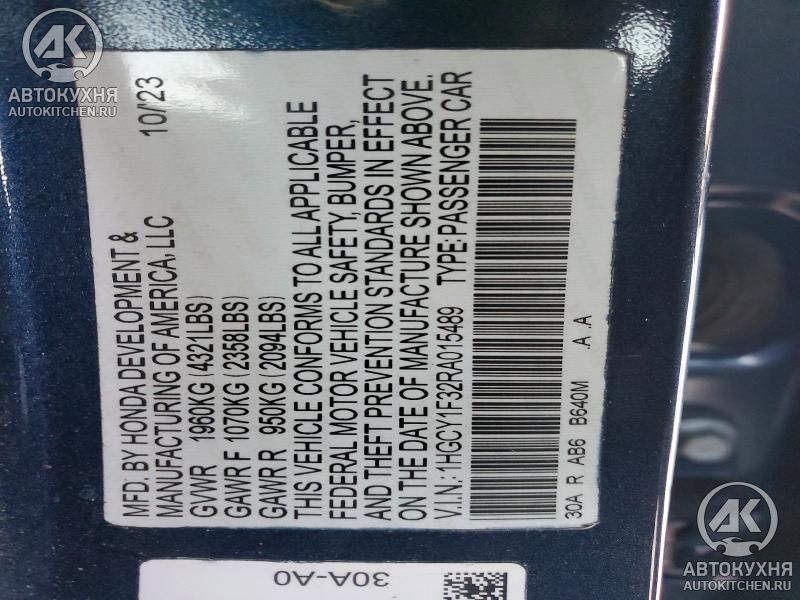 MFD. BY HONDA DEVELOPMENT &
MANUFACTURING OF AMERICA, LLC 10/23
GVWR 1960KG (4321LBS)
GAWR F 1070KG (2358LBS)
GAWR R 950KG (2094LBS)
THIS VEHICLE CONFORMS TO ALL APPLICABLE
FEDERAL MOTOR VEHICLE SAFETY, BUMPER,
AND THEFT PREVENTION STANDARDS IN EFFECT
ON THE DATE OF MANUFACTURE SHOWN ABOVE.
V.I.N.: 1HGCY1F32RA015489 TYPE:PASSENGER CAR
30A R AB6 B640M .A .A
30A-A0
АК
АВТОКУХНЯ
AUTOKITCHEN.RU
АК
АВТОКУХНЯ
AUTOKITCHEN.RU